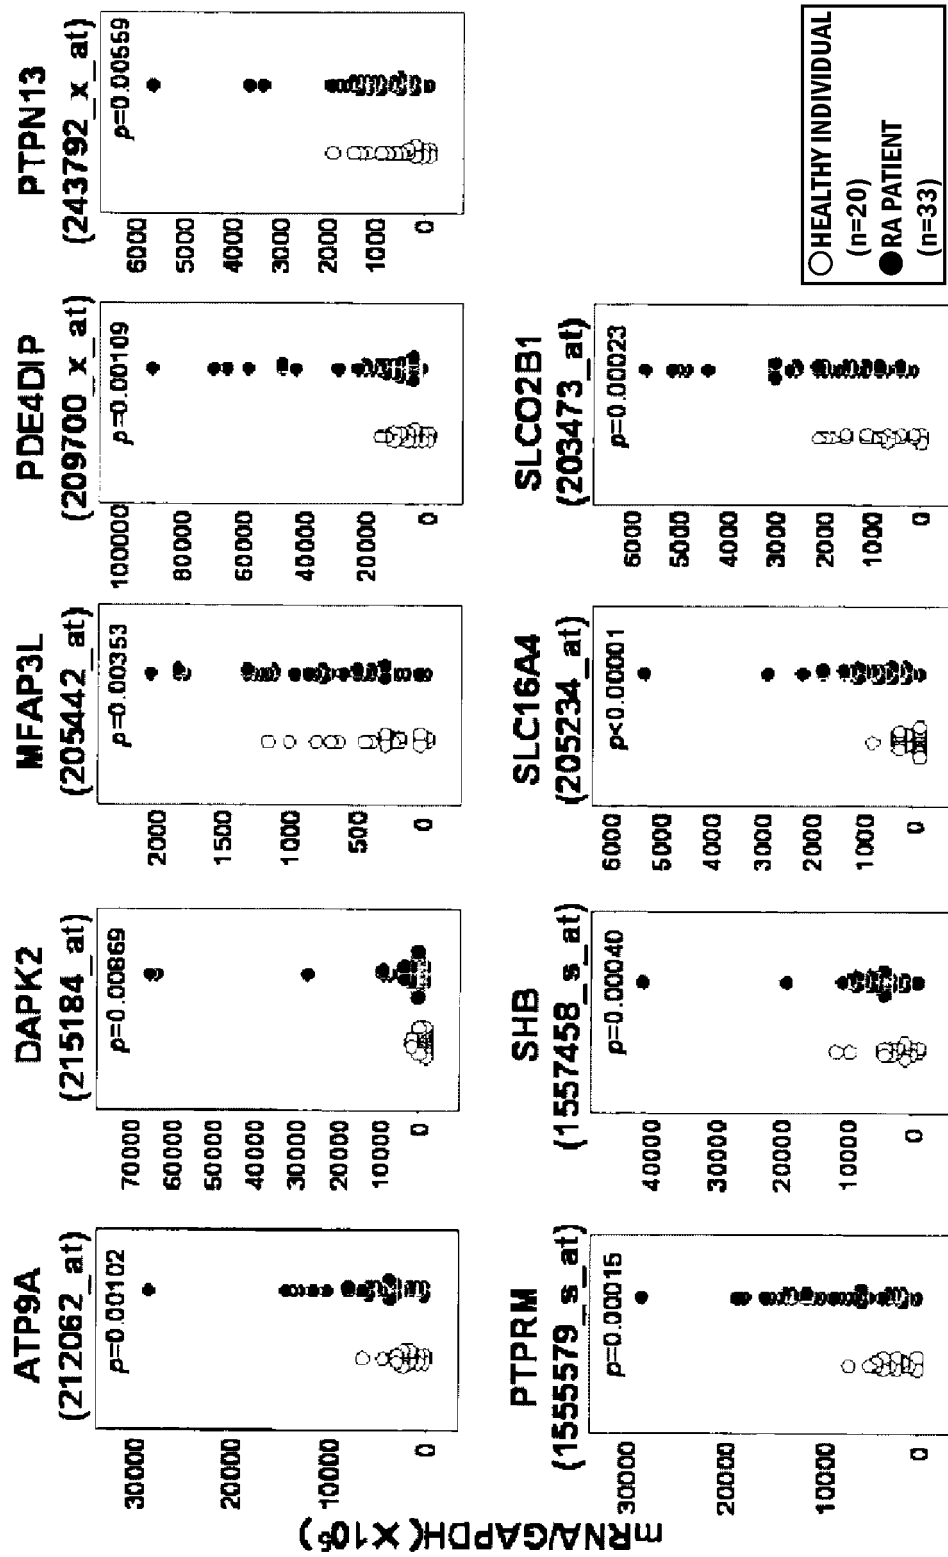 ATP9A
(212062_at)
p=0.00102
30000
20000
10000
0
DAPK2
(215184_at)
p=0.00869
70000
60000
50000
40000
30000
20000
10000
0
MFAP3L
(205442_at)
p=0.00353
2000
1500
1000
500
0
PDE4DIP
(209700_x_at)
p=0.00109
100000
80000
60000
40000
20000
0
PTPN13
(243792_x_at)
p=0.00559
6000
5000
4000
3000
2000
1000
0
mRNA/GAPDH(×10⁵)
PTPRM
(1555579_s_at)
p=0.00015
30000
20000
10000
0
SHB
(1557458_s_at)
p=0.00040
40000
30000
20000
10000
0
SLC16A4
(205234_at)
p<0.00001
6000
5000
4000
3000
2000
1000
0
SLCO2B1
(203473_at)
p=0.00023
6000
5000
4000
3000
2000
1000
0
HEALTHY INDIVIDUAL
(n=20)
RA PATIENT
(n=33)